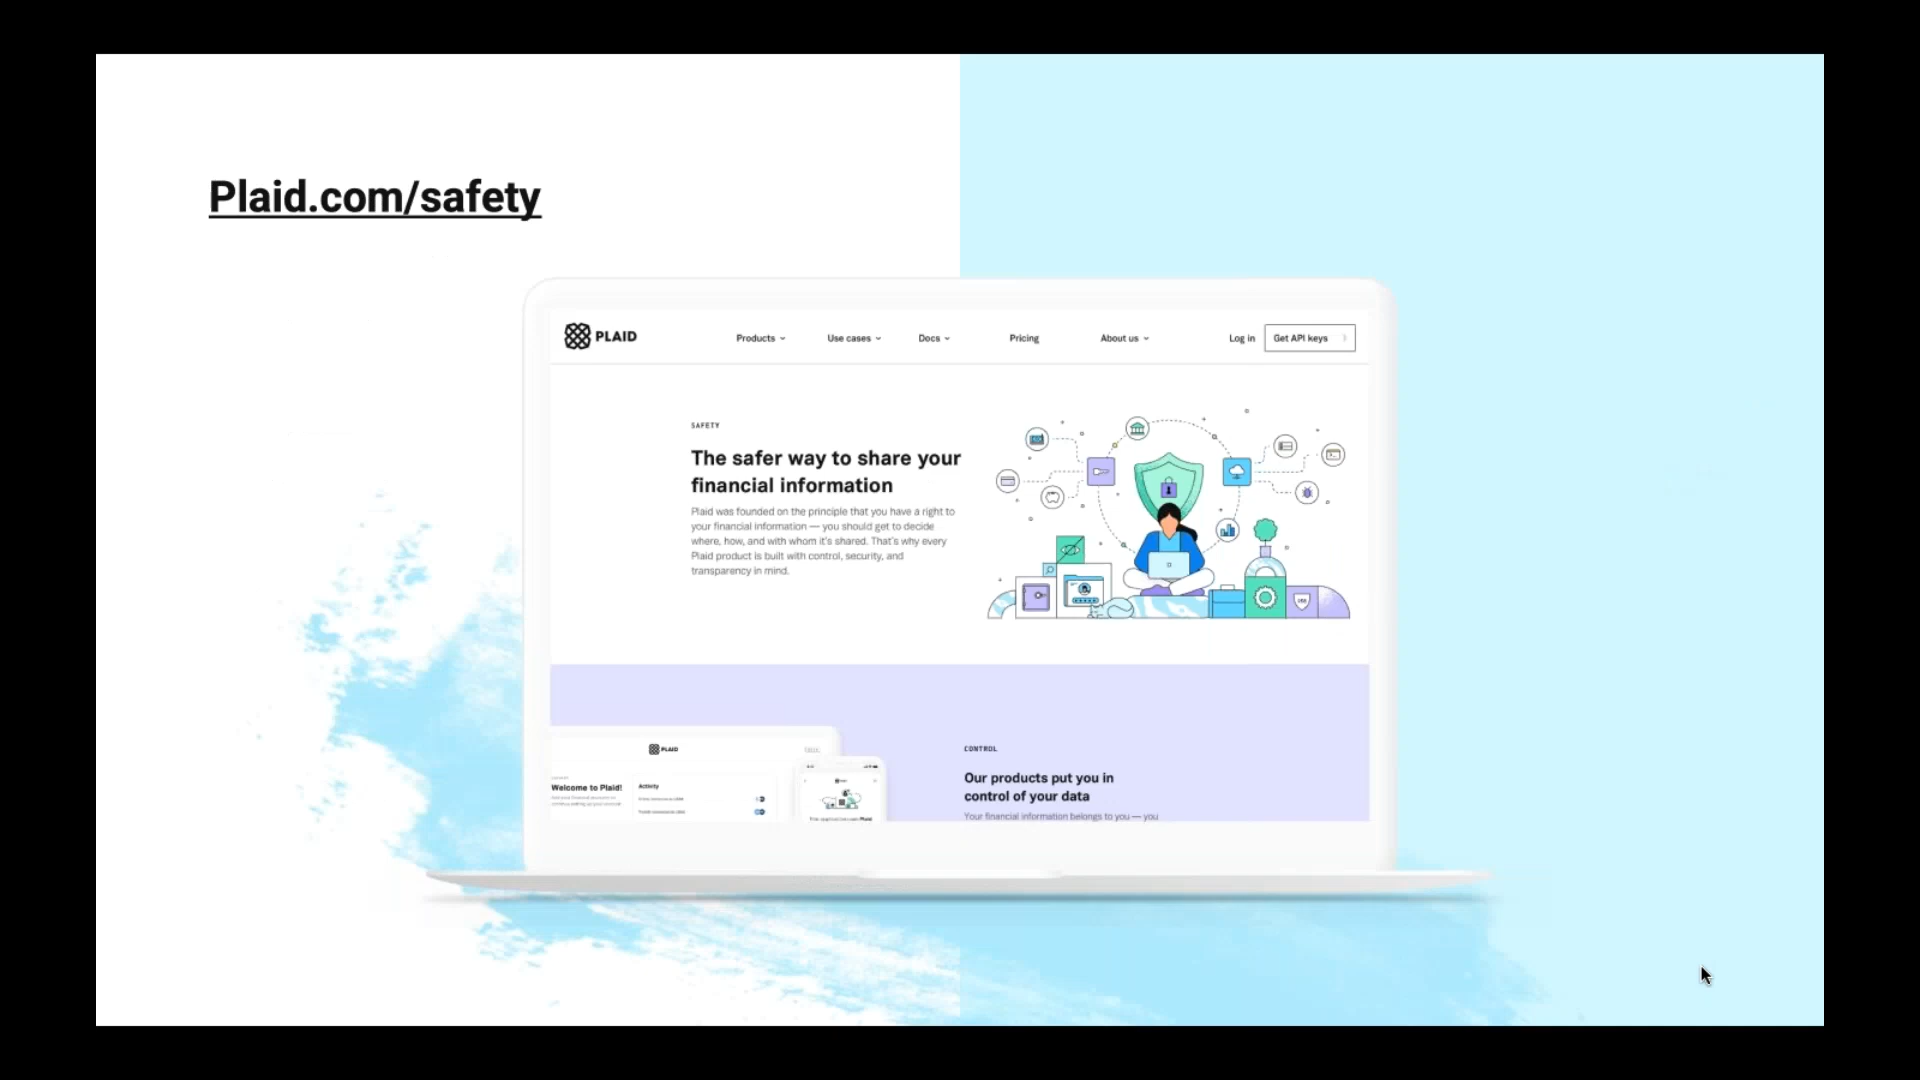 Plaid.com/safety
PLAID
Products
Use cases
Docs
Pricing
About us
Log in
Get API keys
SAFETY
The safer way to share your
financial information
Plaid was founded on the principle that you have a right to
your financial information — you should get to decide
where, how, and with whom it's shared. That's why every
Plaid product is built with control, security, and
transparency in mind.
PLAID
Welcome to Plaid!
Activity
This application uses Plaid
CONTROL
Our products put you in
control of your data
Your financial information belongs to you — you